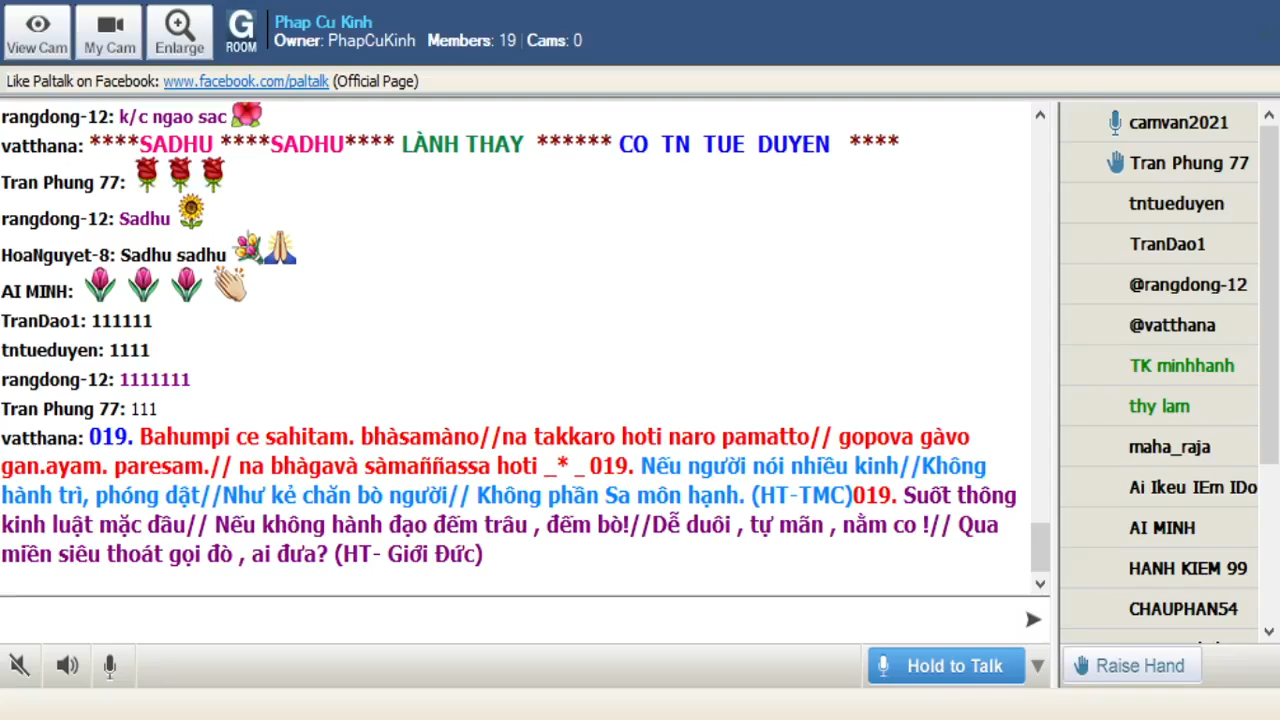 View Cam
My Cam
Enlarge
G
ROOM
Phap Cu Kinh
Owner: PhapCuKinh Members: 19 | Cams: 0
Like Paltalk on Facebook: www.facebook.com/paltalk (Official Page)
rangdong-12: k/c ngao sac
vatthana: ****SADHU ****SADHU**** LÀNH THAY ****** CO TN TUE DUYEN ****
Tran Phung 77:
rangdong-12: Sadhu
HoaNguyet-8: Sadhu sadhu
AI MINH:
TranDao1: 111111
tntueduyen: 1111
rangdong-12: 1111111
Tran Phung 77: 111
vatthana: 019. Bahumpi ce sahitam. bhàsamàno//na takkaro hoti naro pamatto// gopova gàvo
gan.ayam. paresam.// na bhàgavà sàmaññassa hoti _* _ 019. Nếu người nói nhiều kinh//Không
hành trì, phóng dật//Như kẻ chăn bò người// Không phần Sa môn hạnh. (HT-TMC)019. Suốt thông
kinh luật mặc dầu// Nếu không hành đạo đếm trâu , đếm bò!//Dễ duôi , tự mãn , nằm co !// Qua
miền siêu thoát gọi đò , ai đưa? (HT- Giới Đức)
Hold to Talk
camvan2021
Tran Phung 77
tntueduyen
TranDao1
@rangdong-12
@vatthana
TK minhhanh
thy lam
maha_raja
Ai Ikeu IEm IDo
AI MINH
HANH KIEM 99
CHAUPHAN54
Raise Hand